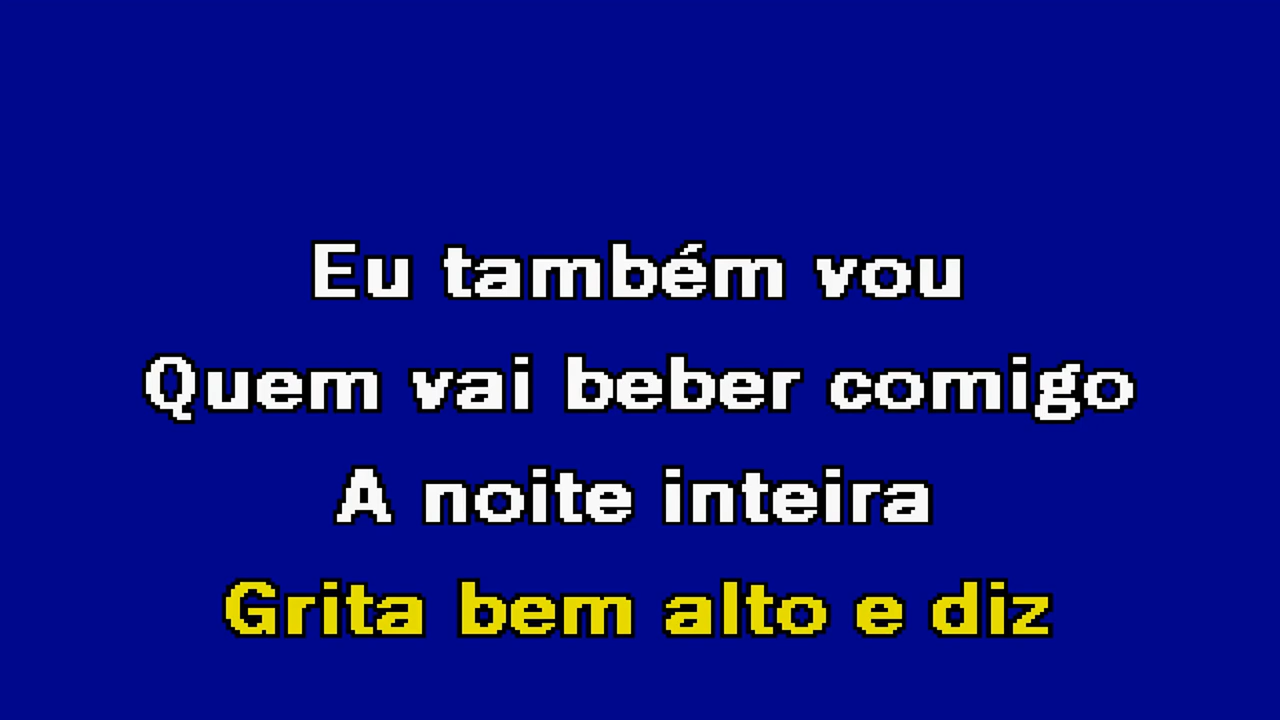 Eu também vou
Quem vai beber comigo
A noite inteira
Grita bem alto e diz